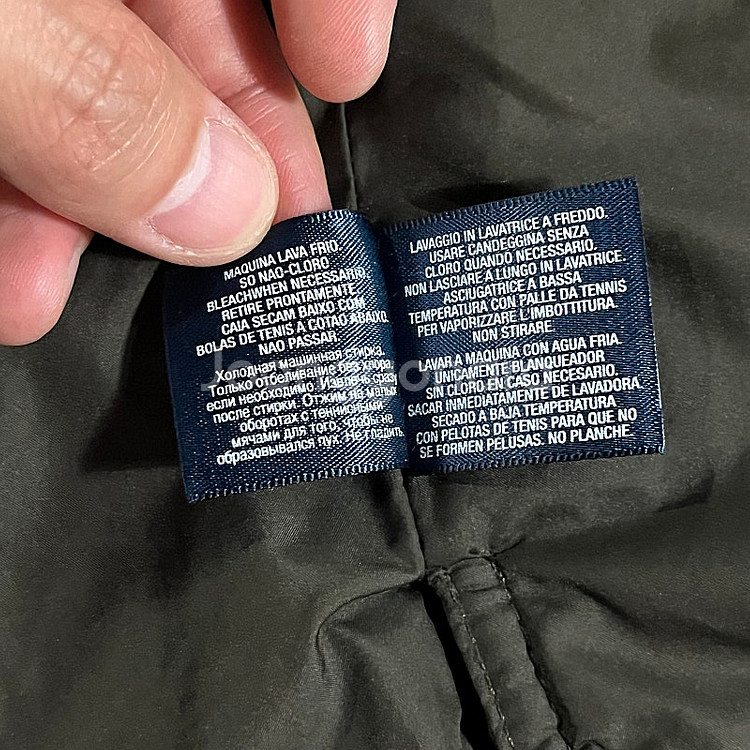 MAQUINA LAVA FRIO.
SO NAO-CLORO
BLEACHWHEN NECESSARIO.
RETIRE PRONTAMENTE.
CAIA SECAM BAIXO COM
BOLAS DE TENIS A COTAO ABAIXO.
NAO PASSAR.
Холодная машинная стирка.
Только отбеливание без хлора,
если необходимо. Извлечь сразу
после стирки. Отжим на малых
оборотах с теннисными
мячами для того, чтобы не
образовывался пух. Не гладить.
LAVAGGIO IN LAVATRICE A FREDDO.
USARE CANDEGGINA SENZA
CLORO QUANDO NECESSARIO.
NON LASCIARE A LUNGO IN LAVATRICE.
ASCIUGATRICE A BASSA
TEMPERATURA CON PALLE DA TENNIS
PER VAPORIZZARE L'IMBOTTITURA.
NON STIRARE.
LAVAR A MAQUINA CON AGUA FRIA.
UNICAMENTE BLANQUEADOR
SIN CLORO EN CASO NECESARIO.
SACAR INMEDIATAMENTE DE LAVADORA.
SECADO A BAJA TEMPERATURA
CON PELOTAS DE TENIS PARA QUE NO
SE FORMEN PELUSAS. NO PLANCHE.